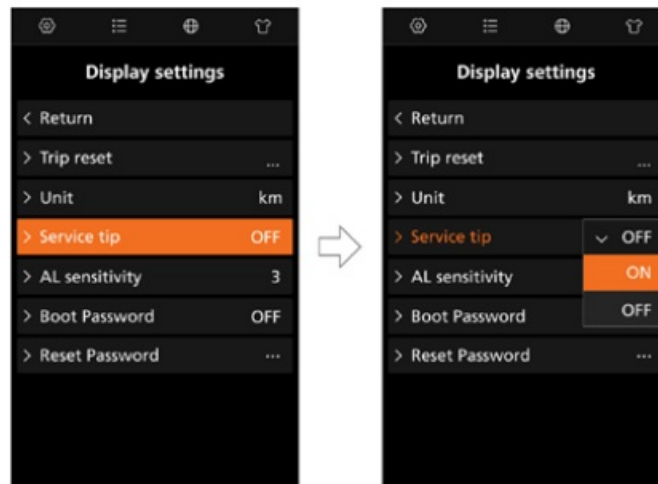 Display settings
< Return
> Trip reset ...
> Unit km
> Service tip OFF
> AL sensitivity 3
> Boot Password OFF
> Reset Password ...
Display settings
< Return
> Trip reset ...
> Unit km
> Service tip OFF
ON
> AL sensitivity
OFF
> Boot Password
> Reset Password ...